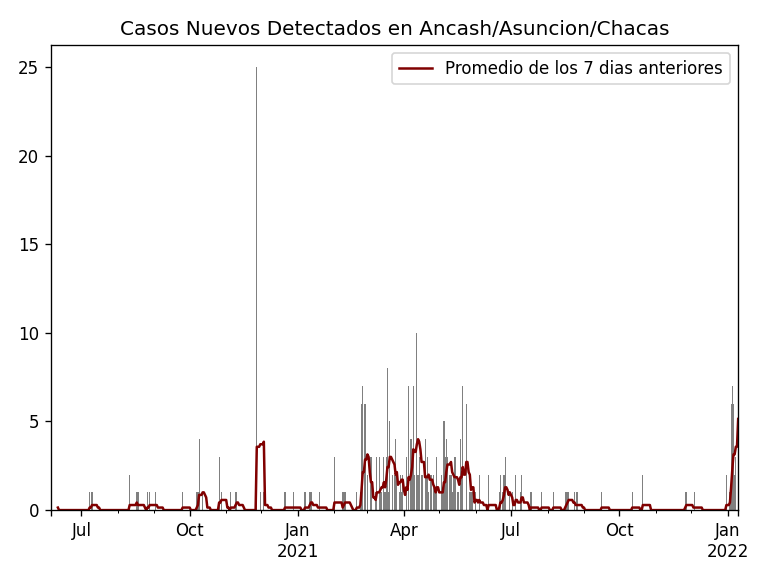 Casos Nuevos Detectados en Ancash/Asuncion/Chacas
Promedio de los 7 dias anteriores
25
20
15
10
5
0
Jul
Oct
Jan
2021
Apr
Jul
Oct
Jan
2022